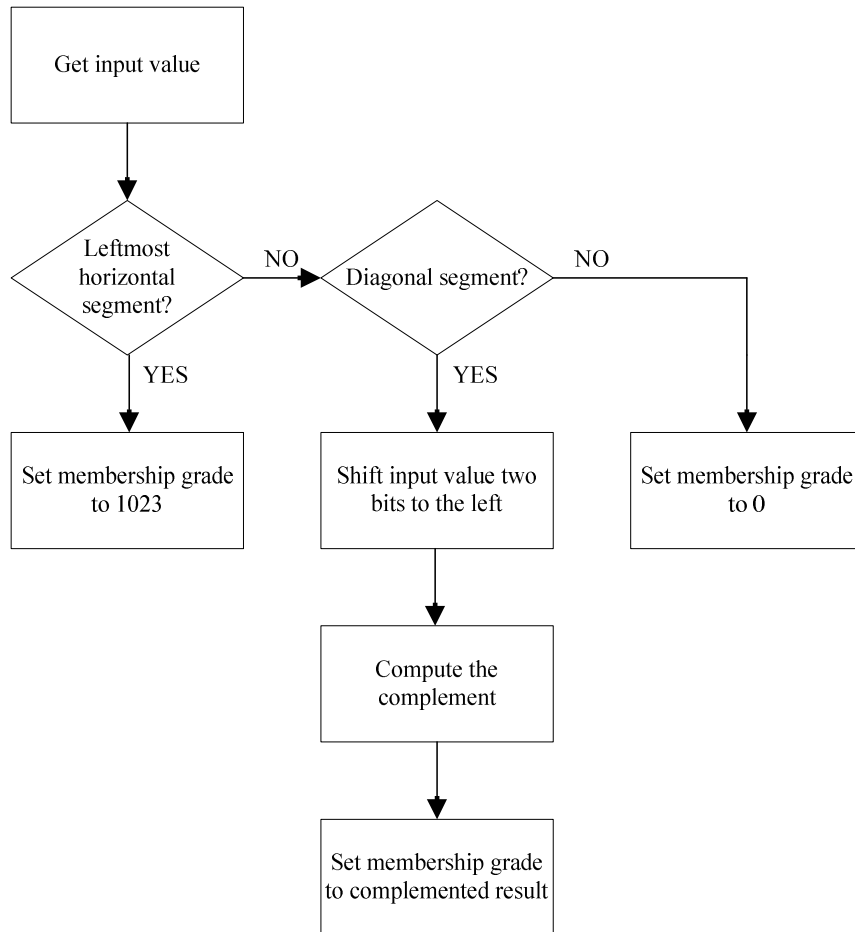 Get input value
Leftmost
horizontal
segment?
NO
Diagonal segment?
NO
YES
YES
Set membership grade
to 1023
Shift input value two
bits to the left
Set membership grade
to 0
Compute the
complement
Set membership grade
to complemented result